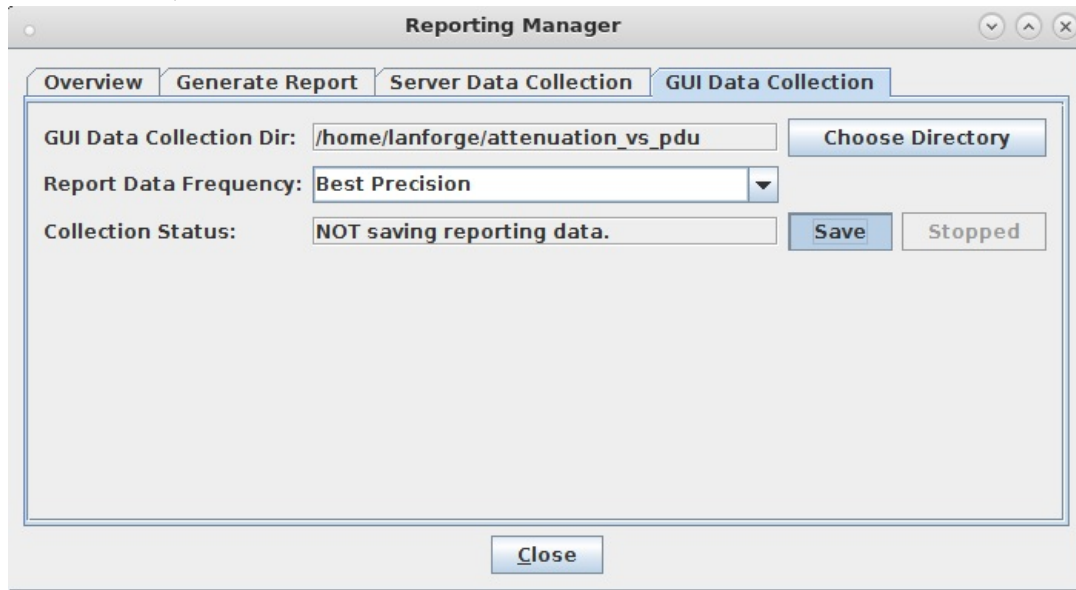 Reporting Manager
Overview Generate Report Server Data Collection GUI Data Collection
GUI Data Collection Dir: /home/lanforge/attenuation_vs_pdu Choose Directory
Report Data Frequency: Best Precision
Collection Status: NOT saving reporting data. Save Stopped
Close